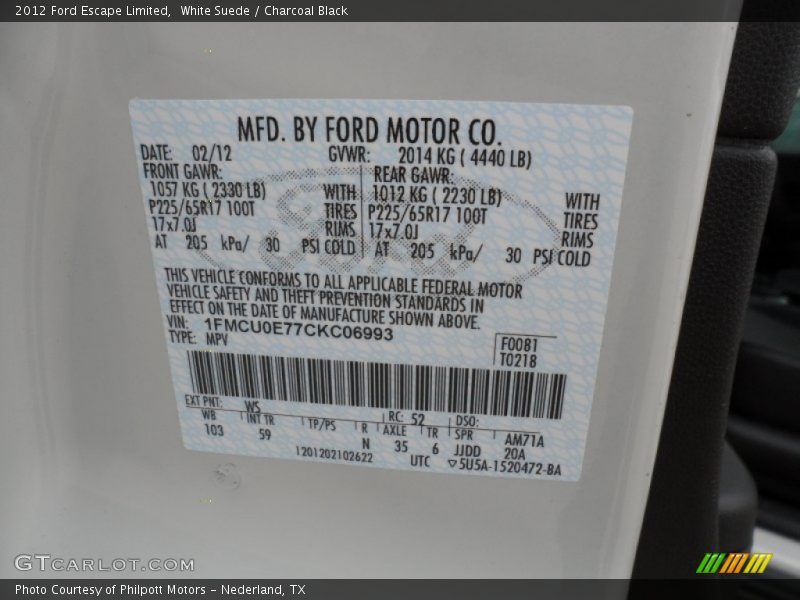 2012 Ford Escape Limited, White Suede / Charcoal Black
MFD. BY FORD MOTOR CO.
DATE: 02/12 GVWR: 2014 KG ( 4440 LB)
FRONT GAWR: REAR GAWR:
1057 KG ( 2330 LB) WITH 1012 KG ( 2230 LB) WITH
P225/65R17 100T TIRES P225/65R17 100T TIRES
17x7.0J RIMS 17x7.0J RIMS
AT 205 kPa/ 30 PSI COLD AT 205 kPa/ 30 PSI COLD
THIS VEHICLE CONFORMS TO ALL APPLICABLE FEDERAL MOTOR
VEHICLE SAFETY AND THEFT PREVENTION STANDARDS IN
EFFECT ON THE DATE OF MANUFACTURE SHOWN ABOVE.
VIN: 1FMCU0E77CKC06993
TYPE: MPV
F0081
T0218
EXT PNT: WS RC: 52 DSO:
WB INT TR TP/PS R AXLE TR SPR AM71A
103 59 N 35 6 JJDD 20A
1201202102622 UTC ▽5U5A-1520472-BA
GTCARLOT.COM
Photo Courtesy of Philpott Motors - Nederland, TX